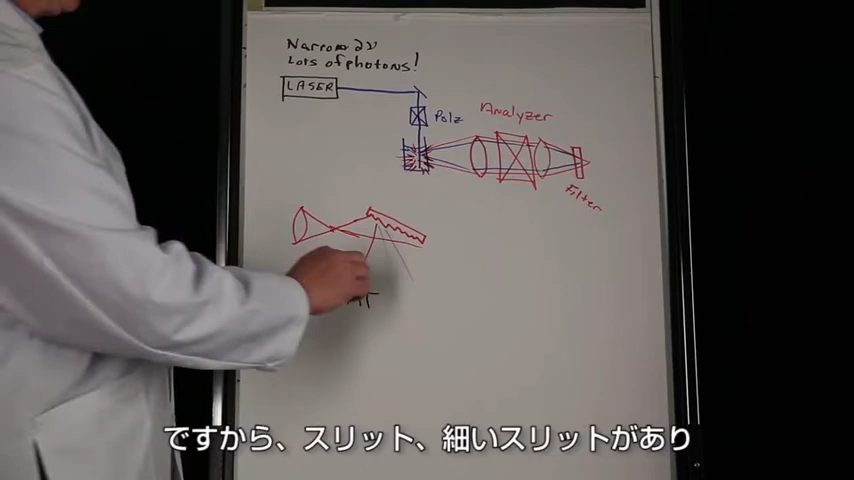 Narrow 2ν
Lots of photons!
LASER
Polz
Analyzer
Filter
ですから、スリット、細いスリットがあり